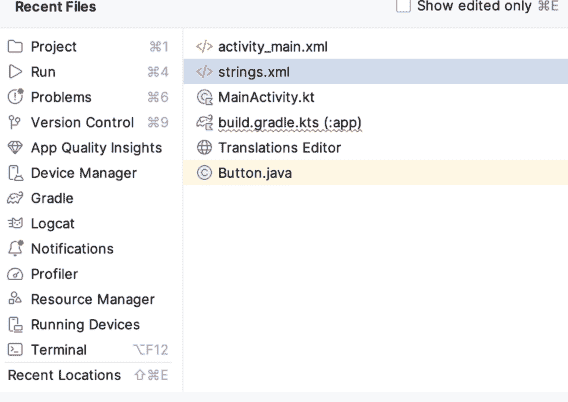 Recent Files
Show edited only ⌘E
Project ⌘1
Run ⌘4
Problems ⌘6
Version Control ⌘9
App Quality Insights
Device Manager
Gradle
Logcat
Notifications
Profiler
Resource Manager
Running Devices
Terminal ⌥F12
Recent Locations ⇧⌘E
activity_main.xml
strings.xml
MainActivity.kt
build.gradle.kts (:app)
Translations Editor
Button.java